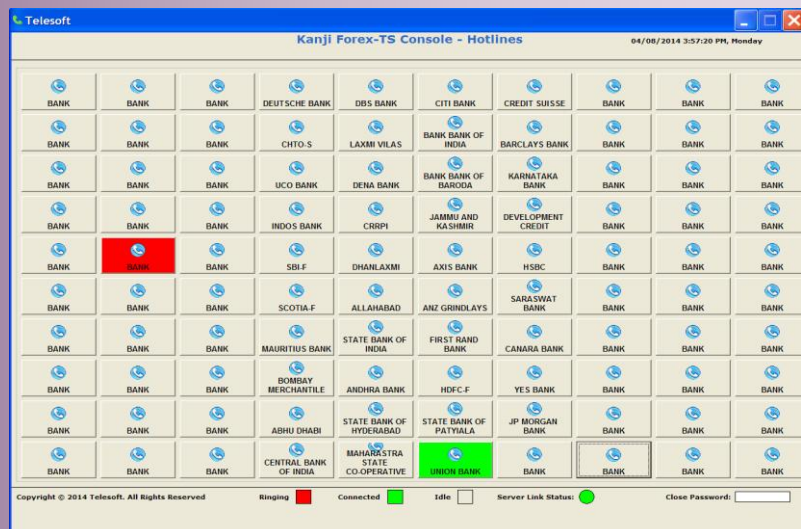 Telesoft
Kanji Forex-TS Console - Hotlines
04/08/2014 3:57:20 PM, Monday
BANK BANK BANK DEUTSCHE BANK DBS BANK CITI BANK CREDIT SUISSE BANK BANK BANK
BANK BANK BANK CHTO-S LAXMI VILAS BANK BANK OF INDIA BARCLAYS BANK BANK BANK BANK
BANK BANK BANK UCO BANK DENA BANK BANK BANK OF BARODA KARNATAKA BANK BANK BANK BANK
BANK BANK BANK INDOS BANK CRRPI JAMMU AND KASHMIR DEVELOPMENT CREDIT BANK BANK BANK
BANK BANK BANK SBI-F DHANLAXMI AXIS BANK HSBC BANK BANK BANK
BANK BANK BANK SCOTIA-F ALLAHABAD ANZ GRINDLAYS SARASWAT BANK BANK BANK BANK
BANK BANK BANK MAURITIUS BANK STATE BANK OF INDIA FIRST RAND BANK CANARA BANK BANK BANK BANK
BANK BANK BANK BOMBAY MERCHANTILE ANDHRA BANK HDFC-F YES BANK BANK BANK BANK
BANK BANK BANK ABHU DHABI STATE BANK OF HYDERABAD STATE BANK OF PATYIALA JP MORGAN BANK BANK BANK BANK
BANK BANK BANK CENTRAL BANK OF INDIA MAHARASTRA STATE CO-OPERATIVE UNION BANK BANK BANK BANK BANK
Copyright © 2014 Telesoft. All Rights Reserved Ringing Connected Idle Server Link Status: Close Password: